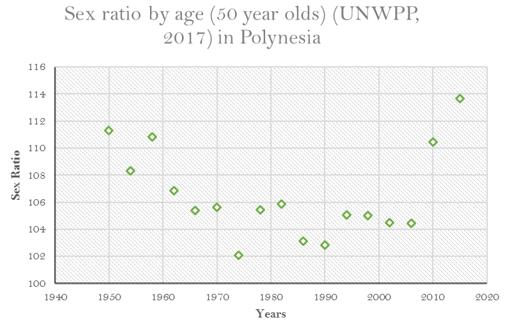 Sex ratio by age (50 year olds) (UNWPP,
2017) in Polynesia
116
114
112
110
108
106
104
102
100
Sex Ratio
1940 1950 1960 1970 1980 1990 2000 2010 2020
Years